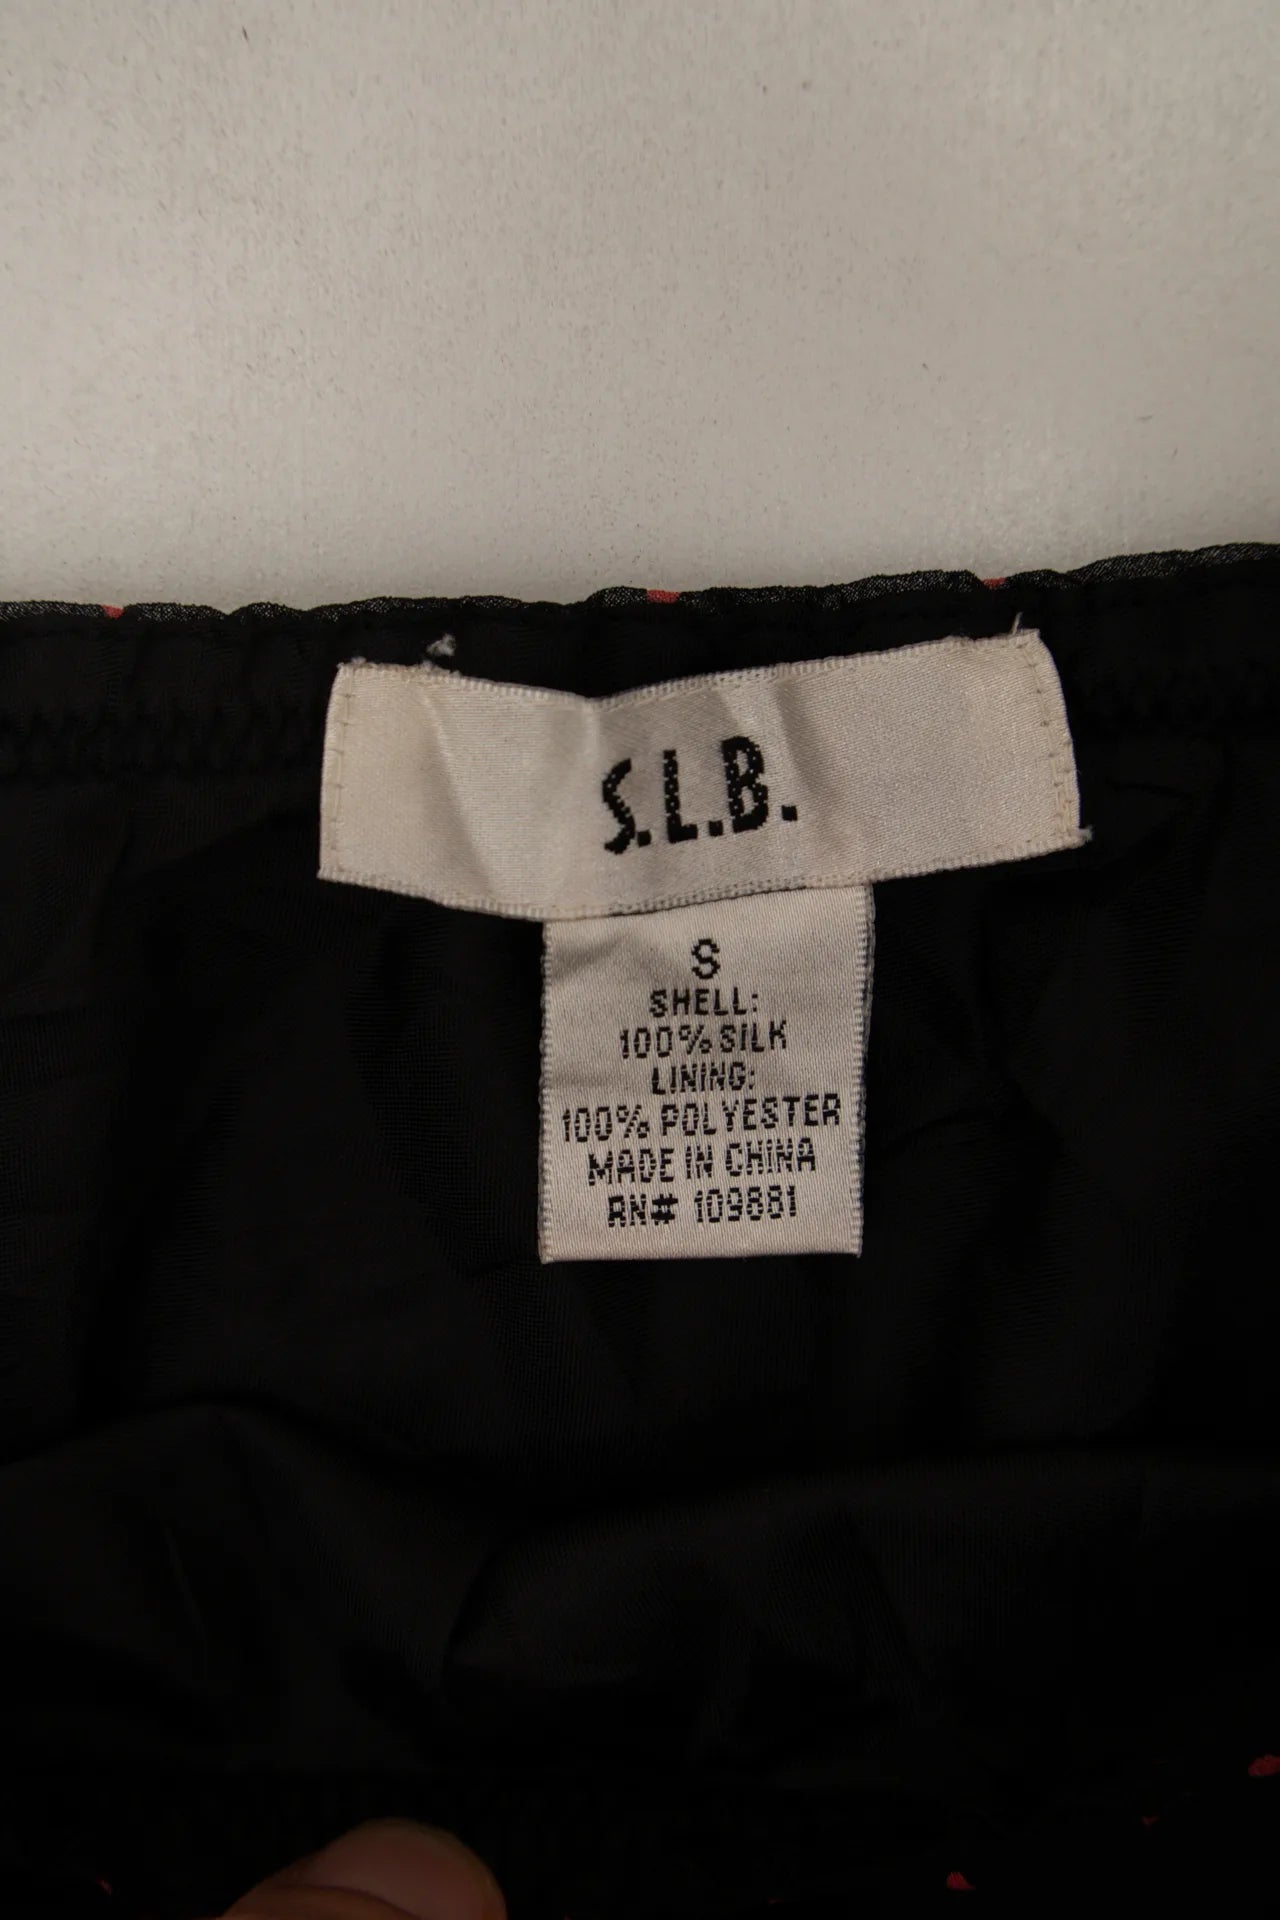 S.L.B.
S
SHELL:
100% SILK
LINING:
100% POLYESTER
MADE IN CHINA
RN# 109881